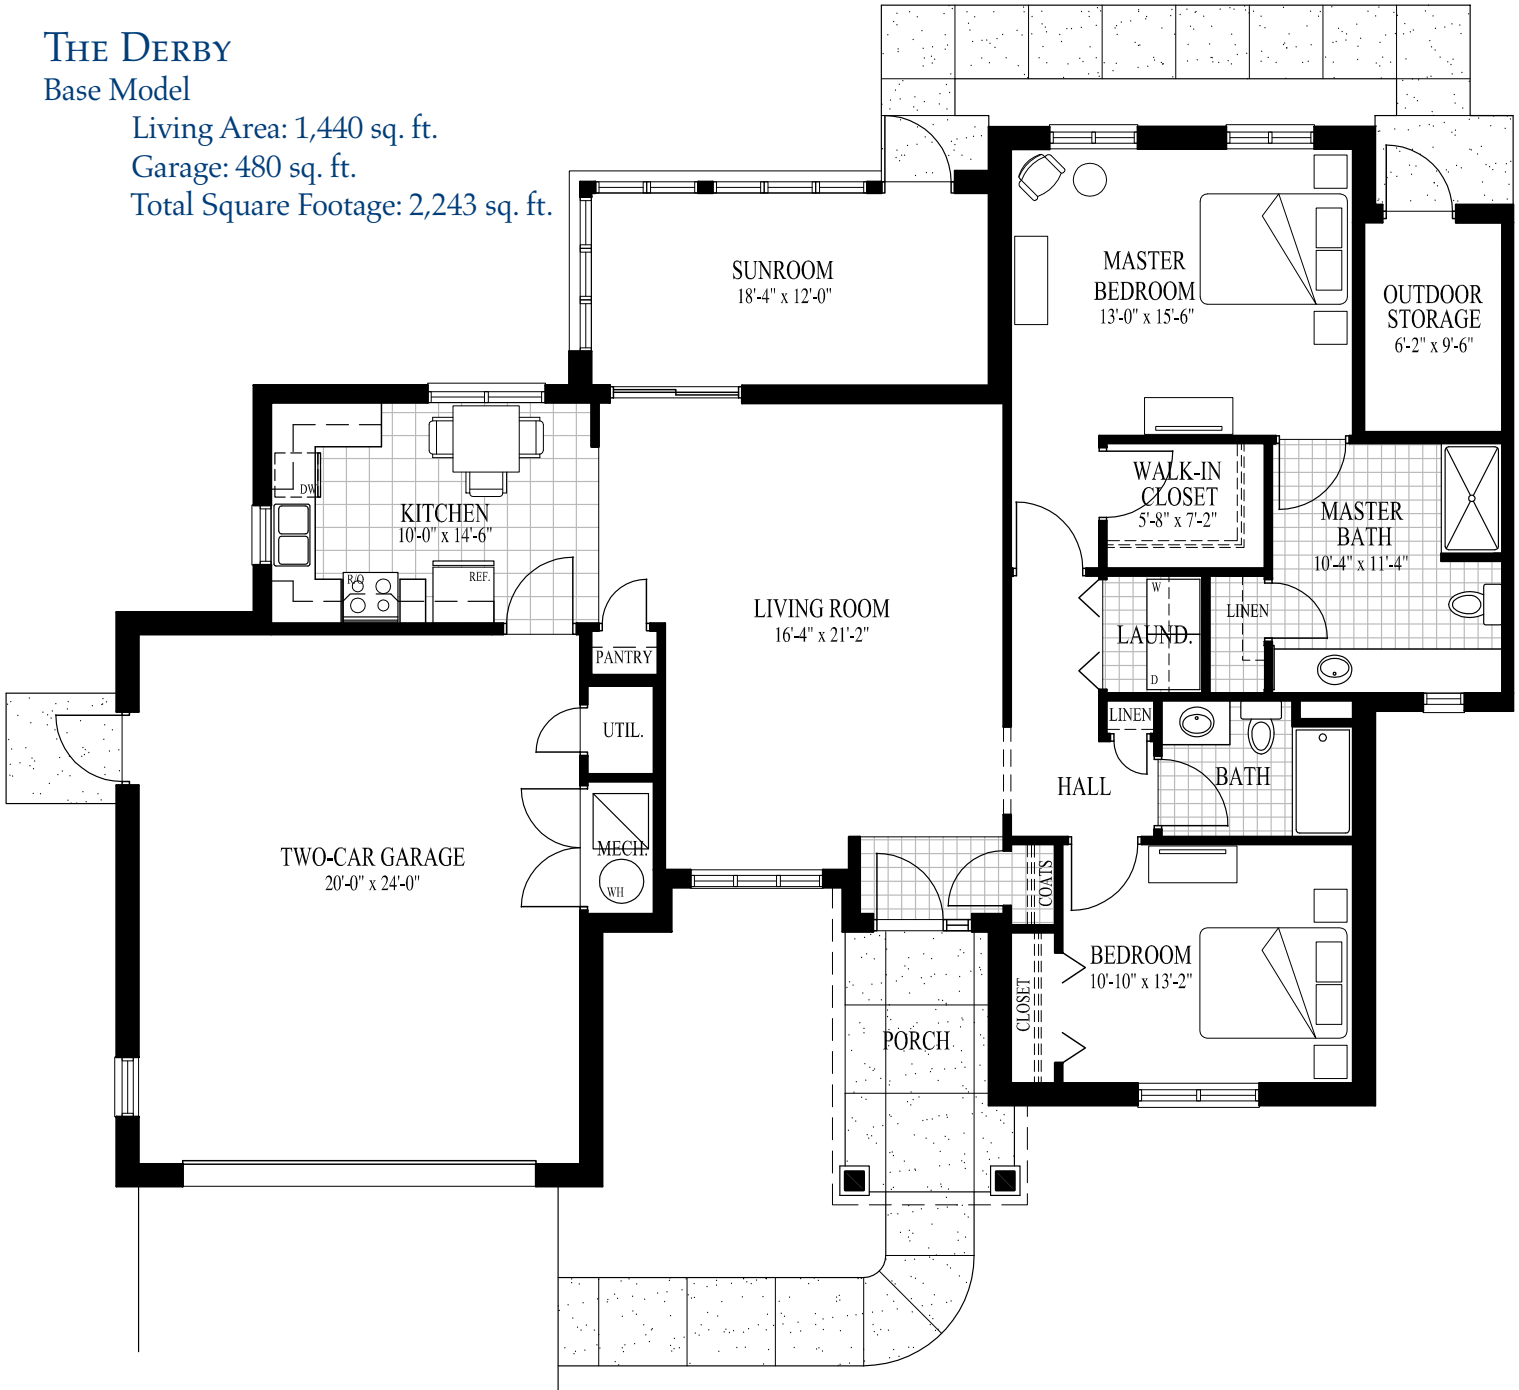 THE DERBY
Base Model
Living Area: 1,440 sq. ft.
Garage: 480 sq. ft.
Total Square Footage: 2,243 sq. ft.
SUNROOM
18'-4" x 12'-0"
MASTER
BEDROOM
13'-0" x 15'-6"
OUTDOOR
STORAGE
6'-2" x 9'-6"
DW
KITCHEN
10'-0" x 14'-6"
R/O
REF.
WALK-IN
CLOSET
5'-8" x 7'-2"
MASTER
BATH
10'-4" x 11'-4"
LIVING ROOM
16'-4" x 21'-2"
W
LAUND.
D
LINEN
PANTRY
UTIL.
LINEN
HALL
BATH
TWO-CAR GARAGE
20'-0" x 24'-0"
MECH.
WH
COATS
BEDROOM
10'-10" x 13'-2"
CLOSET
PORCH